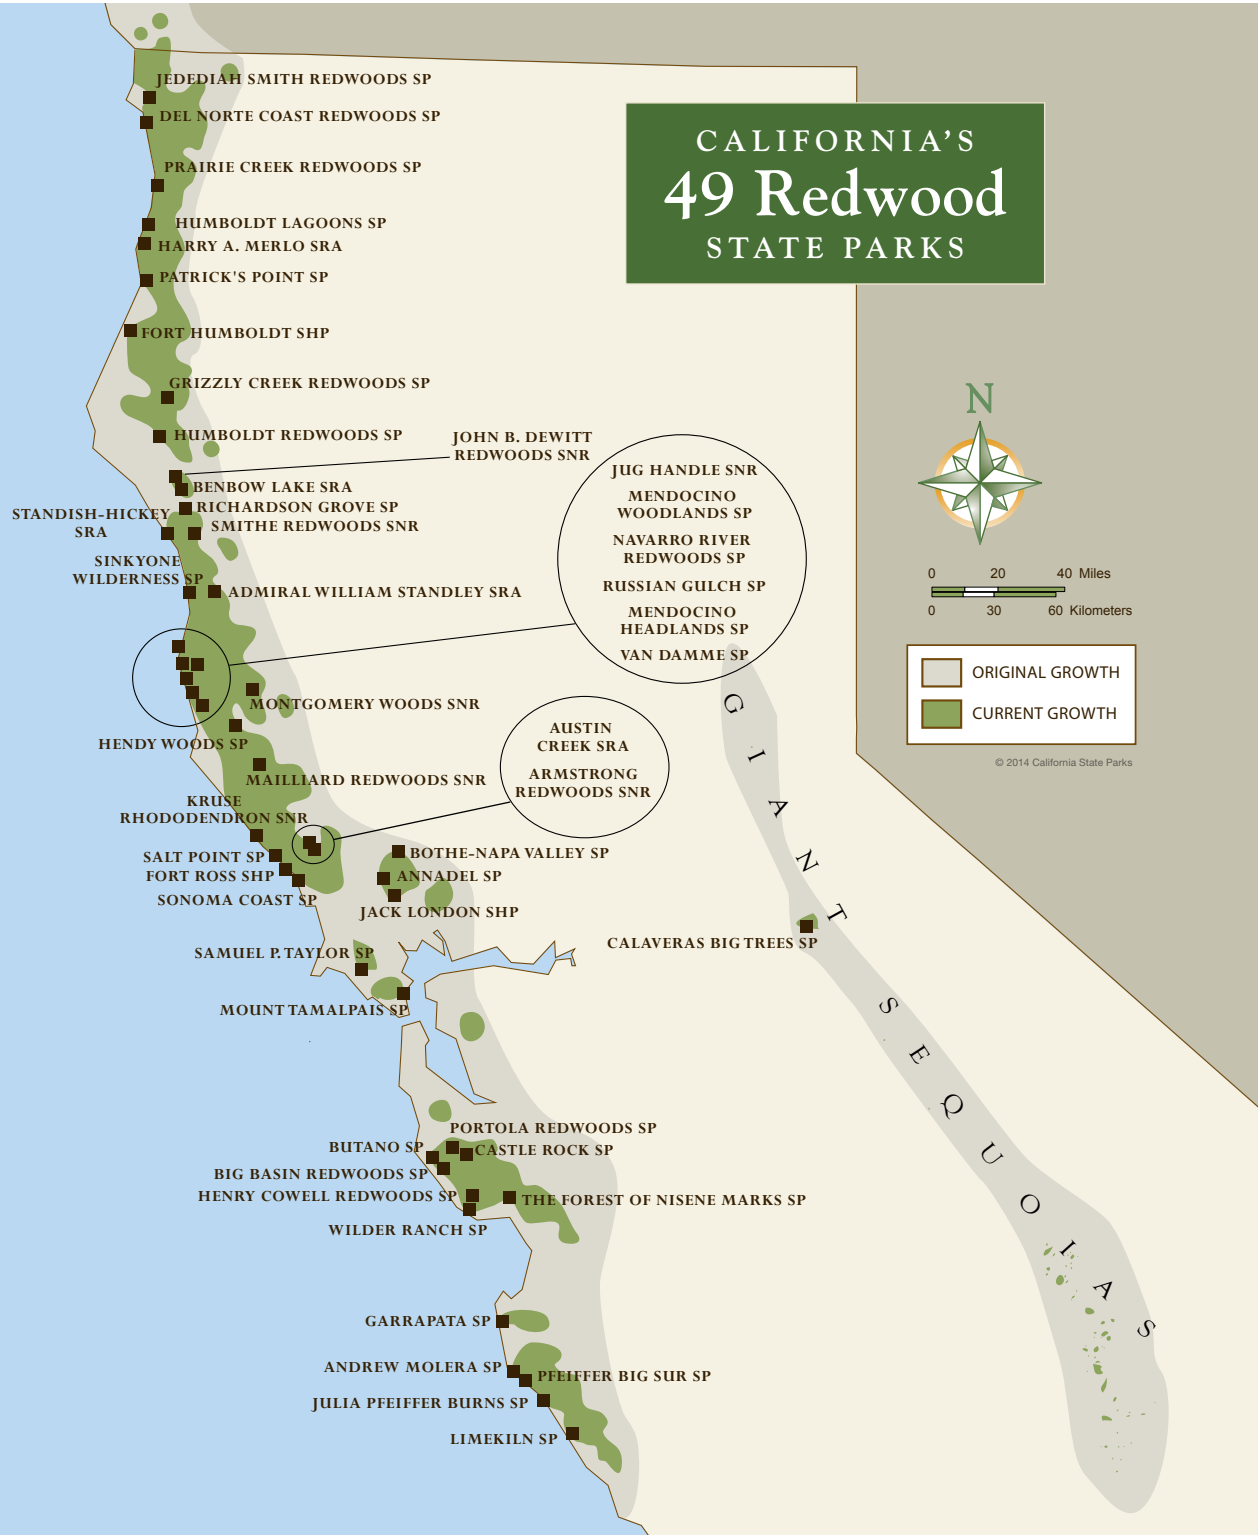 CALIFORNIA'S
49 Redwood
STATE PARKS
JEDEDIAH SMITH REDWOODS SP
DEL NORTE COAST REDWOODS SP
PRAIRIE CREEK REDWOODS SP
HUMBOLDT LAGOONS SP
HARRY A. MERLO SRA
PATRICK'S POINT SP
FORT HUMBOLDT SHP
GRIZZLY CREEK REDWOODS SP
HUMBOLDT REDWOODS SP
JOHN B. DEWITT
REDWOODS SNR
BENBOW LAKE SRA
RICHARDSON GROVE SP
STANDISH-HICKEY
SRA
SMITHE REDWOODS SNR
SINKYONE
WILDERNESS SP
ADMIRAL WILLIAM STANDLEY SRA
JUG HANDLE SNR
MENDOCINO
WOODLANDS SP
NAVARRO RIVER
REDWOODS SP
RUSSIAN GULCH SP
MENDOCINO
HEADLANDS SP
VAN DAMME SP
MONTGOMERY WOODS SNR
HENDY WOODS SP
MAILLIARD REDWOODS SNR
AUSTIN
CREEK SRA
ARMSTRONG
REDWOODS SNR
KRUSE
RHODODENDRON SNR
SALT POINT SP
FORT ROSS SHP
SONOMA COAST SP
BOTHE-NAPA VALLEY SP
ANNADEL SP
JACK LONDON SHP
SAMUEL P. TAYLOR SP
MOUNT TAMALPAIS SP
CALAVERAS BIG TREES SP
GIANT SEQUOIAS
PORTOLA REDWOODS SP
BUTANO SP
CASTLE ROCK SP
BIG BASIN REDWOODS SP
HENRY COWELL REDWOODS SP
THE FOREST OF NISENE MARKS SP
WILDER RANCH SP
GARRAPATA SP
ANDREW MOLERA SP
PFEIFFER BIG SUR SP
JULIA PFEIFFER BURNS SP
LIMEKILN SP
N
0 20 40 Miles
0 30 60 Kilometers
ORIGINAL GROWTH
CURRENT GROWTH
© 2014 California State Parks